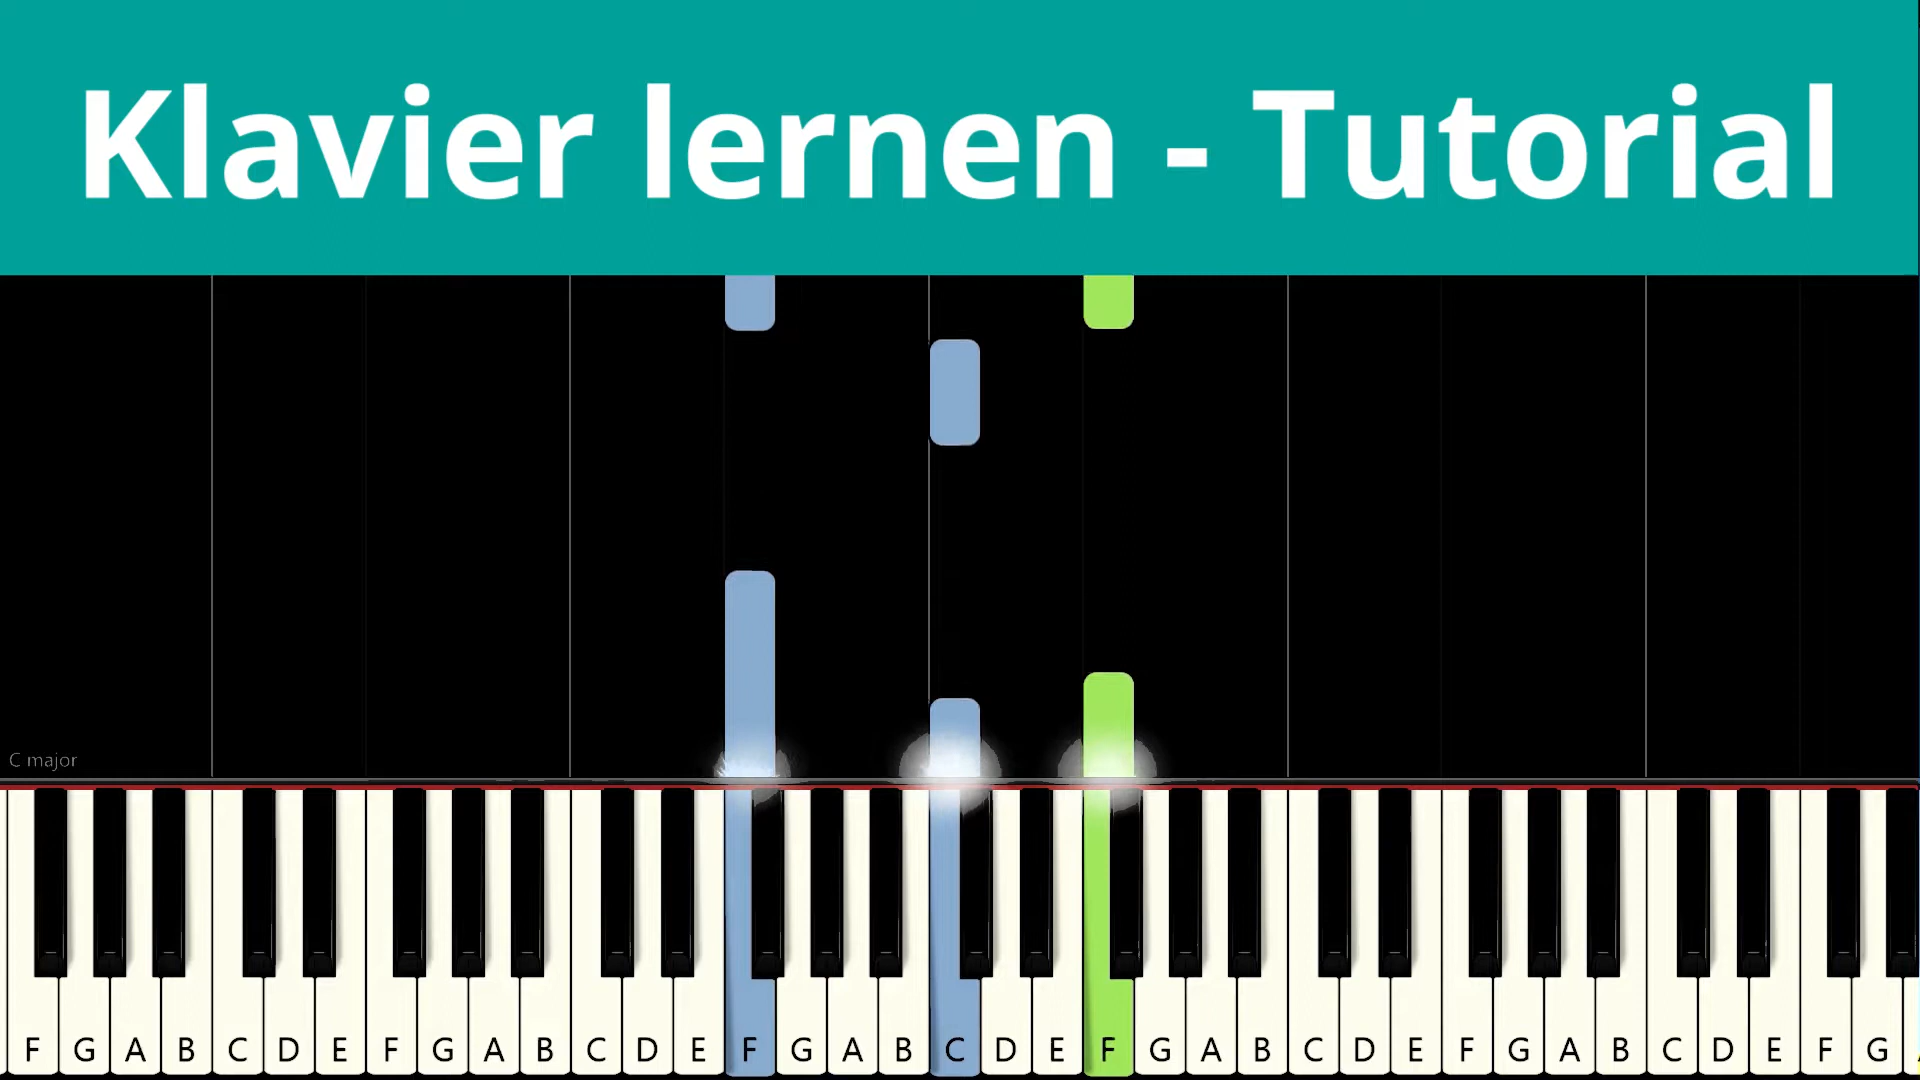 Klavier lernen - Tutorial
C major
F G A B C D E F G A B C D E F G A B C D E F G A B C D E F G A B C D E F G